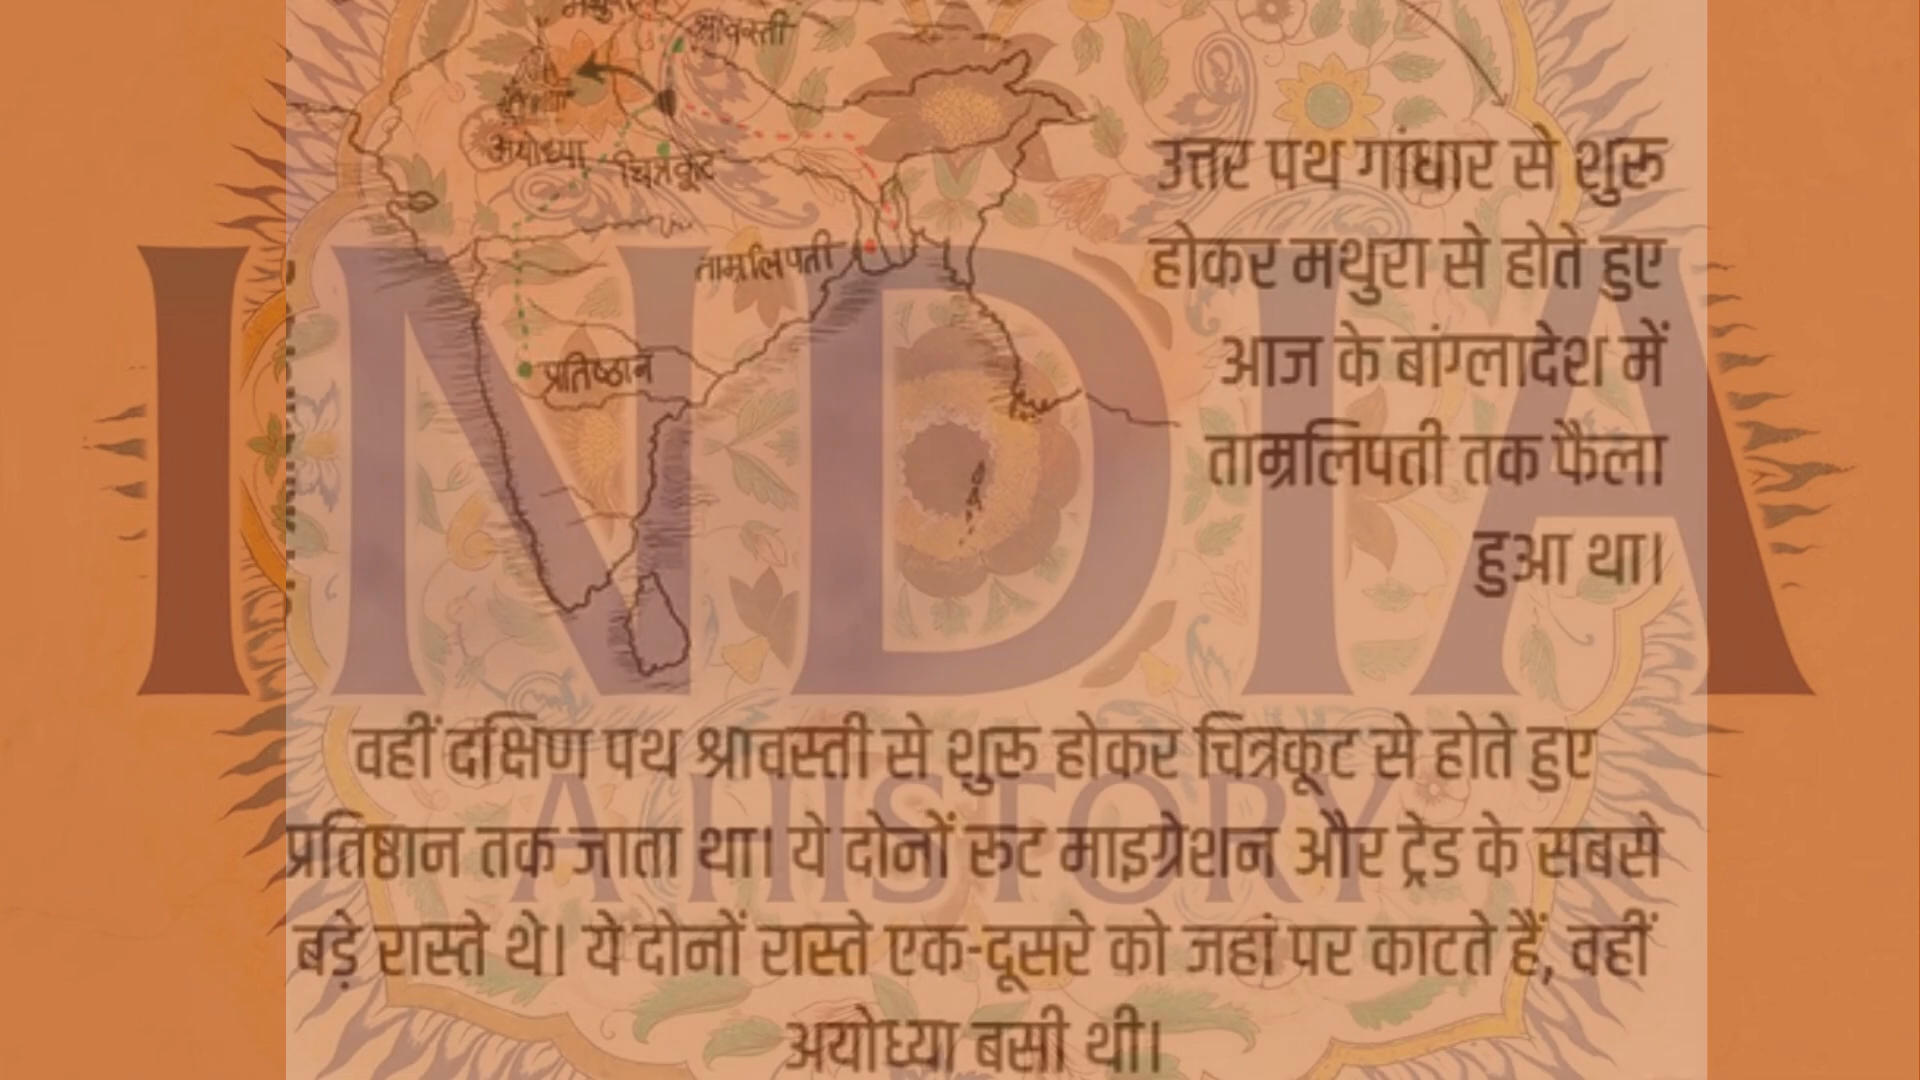 श्रावस्ती
अयोध्या
चित्रकूट
ताम्रलिपती
प्रतिष्ठान
उत्तर पथ गांधार से शुरू
होकर मथुरा से होते हुए
आज के बांग्लादेश में
ताम्रलिपती तक फैला
हुआ था।
INDIA
वहीं दक्षिण पथ श्रावस्ती से शुरू होकर चित्रकूट से होते हुए
A HISTORY
प्रतिष्ठान तक जाता था। ये दोनों रूट माइग्रेशन और ट्रेड के सबसे
बड़े रास्ते थे। ये दोनों रास्ते एक-दूसरे को जहां पर काटते हैं, वहीं
अयोध्या बसी थी।